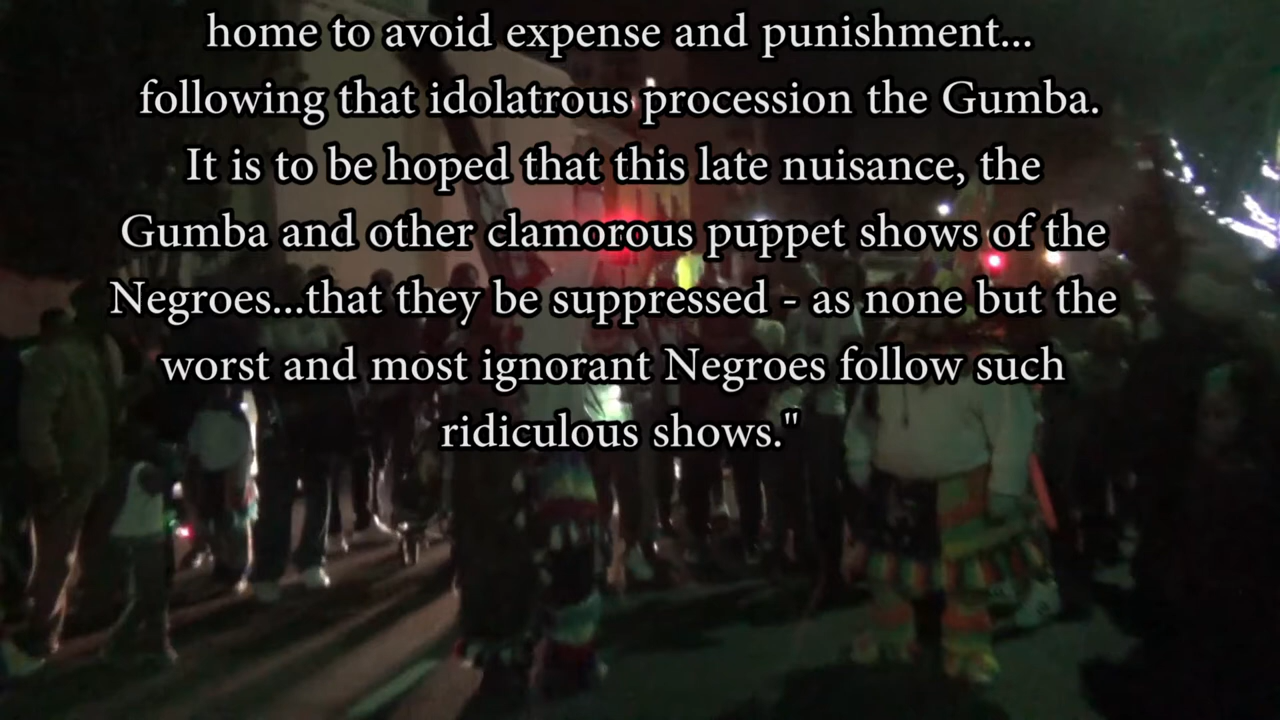 home to avoid expense and punishment...
following that idolatrous procession the Gumba.
It is to be hoped that this late nuisance, the
Gumba and other clamorous puppet shows of the
Negroes...that they be suppressed - as none but the
worst and most ignorant Negroes follow such
ridiculous shows."